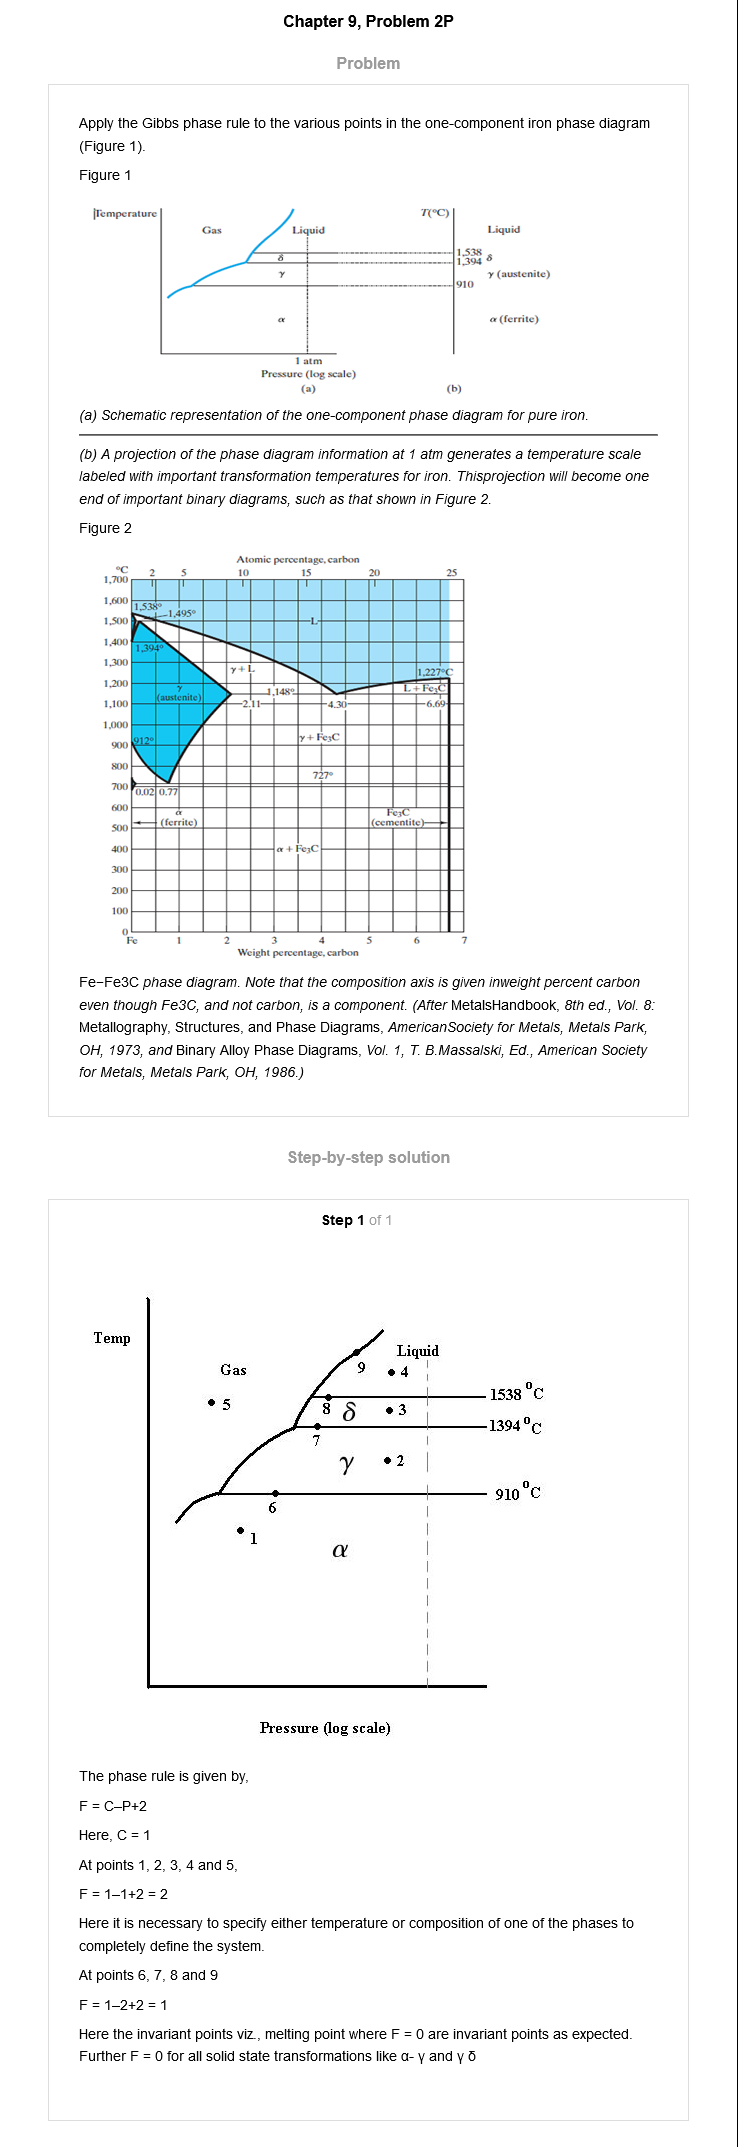 Chapter 9, Problem 2P
Problem
Apply the Gibbs phase rule to the various points in the one-component iron phase diagram
(Figure 1).
Figure 1
Temperature
Gas
Liquid
δ
γ
α
1 atm
Pressure (log scale)
(a)
T(°C)
Liquid
1,538
1,394
δ
γ (austenite)
910
α (ferrite)
(b)
(a) Schematic representation of the one-component phase diagram for pure iron.
(b) A projection of the phase diagram information at 1 atm generates a temperature scale
labeled with important transformation temperatures for iron. Thisprojection will become one
end of important binary diagrams, such as that shown in Figure 2.
Figure 2
Atomic percentage, carbon
°C 2 5 10 15 20 25
1,700
1,600
1,538°
1,495°
1,500
L
1,400
1,394°
1,300
γ + L
1,227°C
1,200
L + Fe3C
γ
(austenite)
1,148°
1,100
2.11
4.30
6.69
1,000
900
912°
γ + Fe3C
800
727°
700
0.02 0.77
600
α
(ferrite)
Fe3C
(cementite)
500
400
α + Fe3C
300
200
100
0
Fe 1 2 3 4 5 6 7
Weight percentage, carbon
Fe–Fe3C phase diagram. Note that the composition axis is given inweight percent carbon
even though Fe3C, and not carbon, is a component. (After MetalsHandbook, 8th ed., Vol. 8:
Metallography, Structures, and Phase Diagrams, AmericanSociety for Metals, Metals Park,
OH, 1973, and Binary Alloy Phase Diagrams, Vol. 1, T. B.Massalski, Ed., American Society
for Metals, Metals Park, OH, 1986.)
Step-by-step solution
Step 1 of 1
Temp
Liquid
Gas
9
4
5
1538 °C
8
δ
3
1394 °C
7
γ
2
910 °C
6
1
α
Pressure (log scale)
The phase rule is given by,
F = C–P+2
Here, C = 1
At points 1, 2, 3, 4 and 5,
F = 1–1+2 = 2
Here it is necessary to specify either temperature or composition of one of the phases to
completely define the system.
At points 6, 7, 8 and 9
F = 1–2+2 = 1
Here the invariant points viz., melting point where F = 0 are invariant points as expected.
Further F = 0 for all solid state transformations like α- γ and γ δ